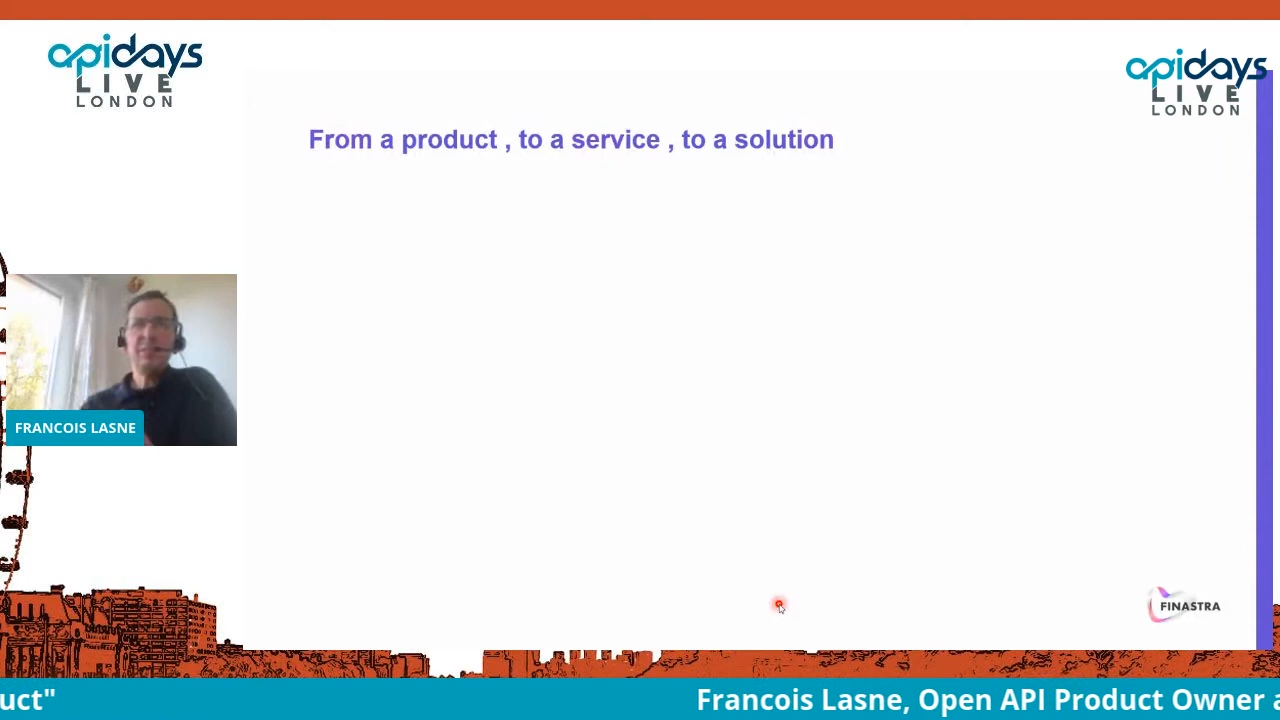 apidays
LIVE
LONDON
apidays
LIVE
LONDON
From a product , to a service , to a solution
FRANCOIS LASNE
FINASTRA
uct"
Francois Lasne, Open API Product Owner a